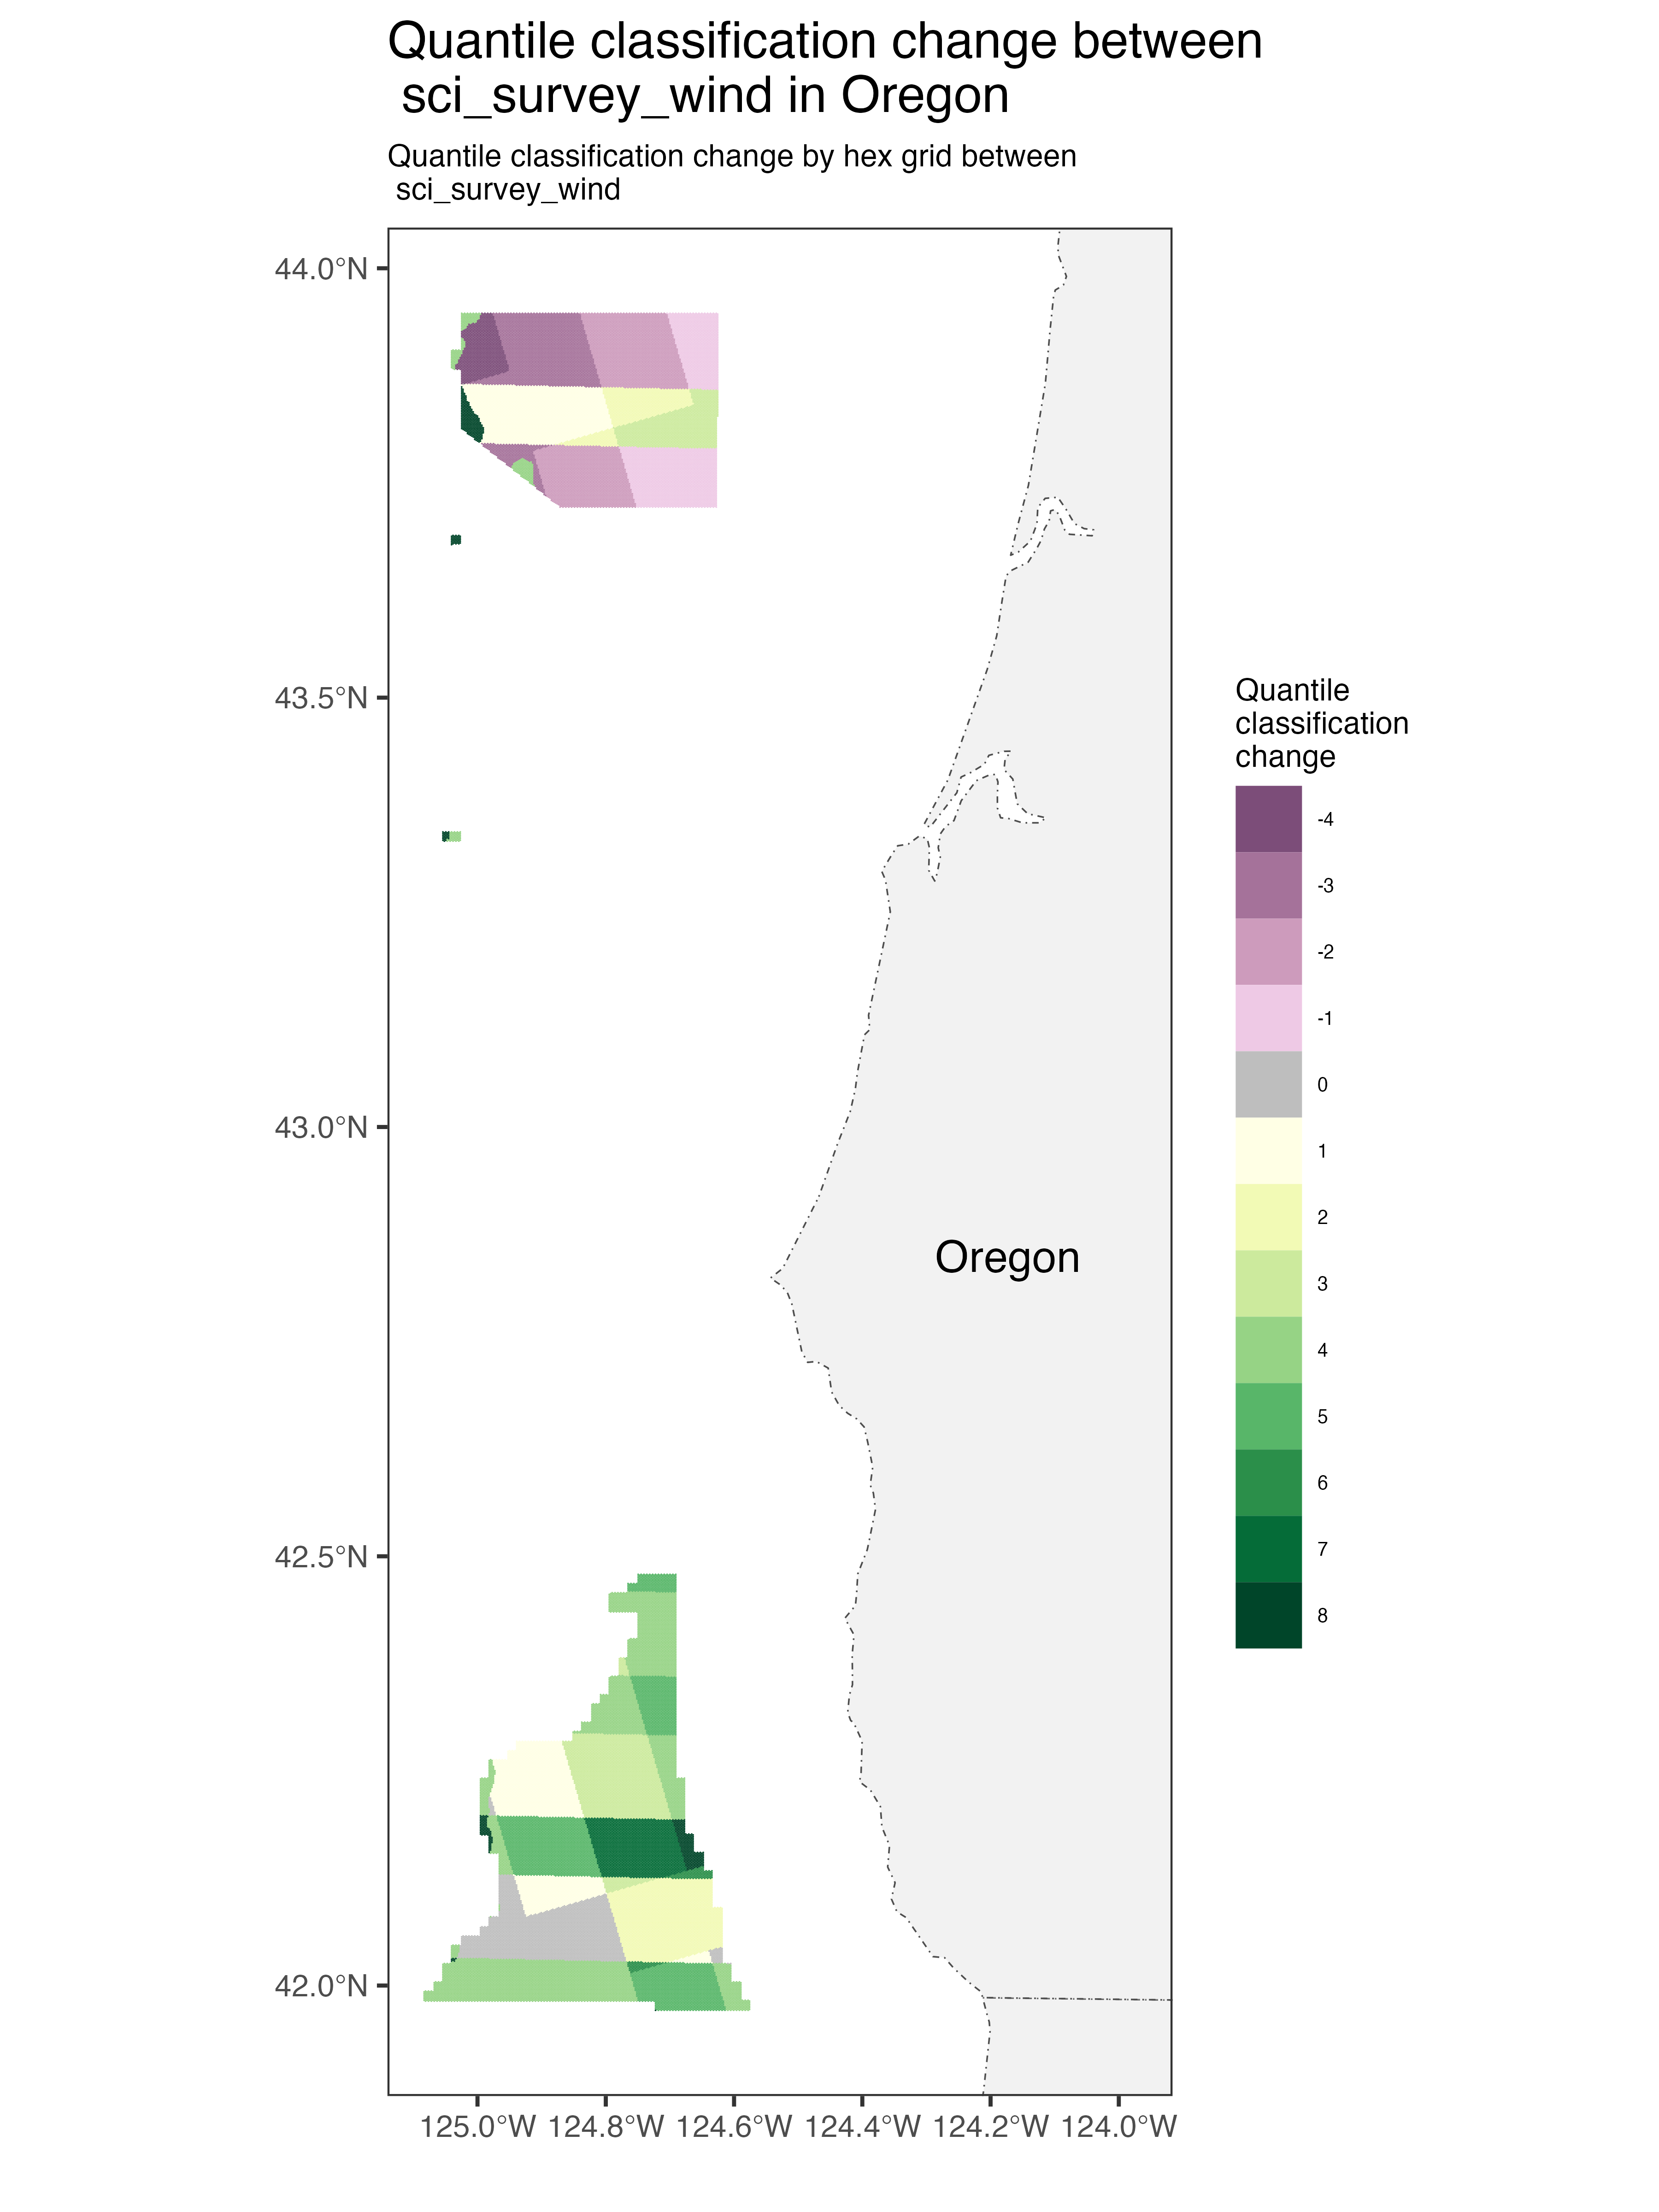 Quantile classification change between
sci_survey_wind in Oregon
Quantile classification change by hex grid between
sci_survey_wind
44.0°N
43.5°N
43.0°N
42.5°N
42.0°N
Oregon
125.0°W 124.8°W 124.6°W 124.4°W 124.2°W 124.0°W
Quantile
classification
change
-4
-3
-2
-1
0
1
2
3
4
5
6
7
8